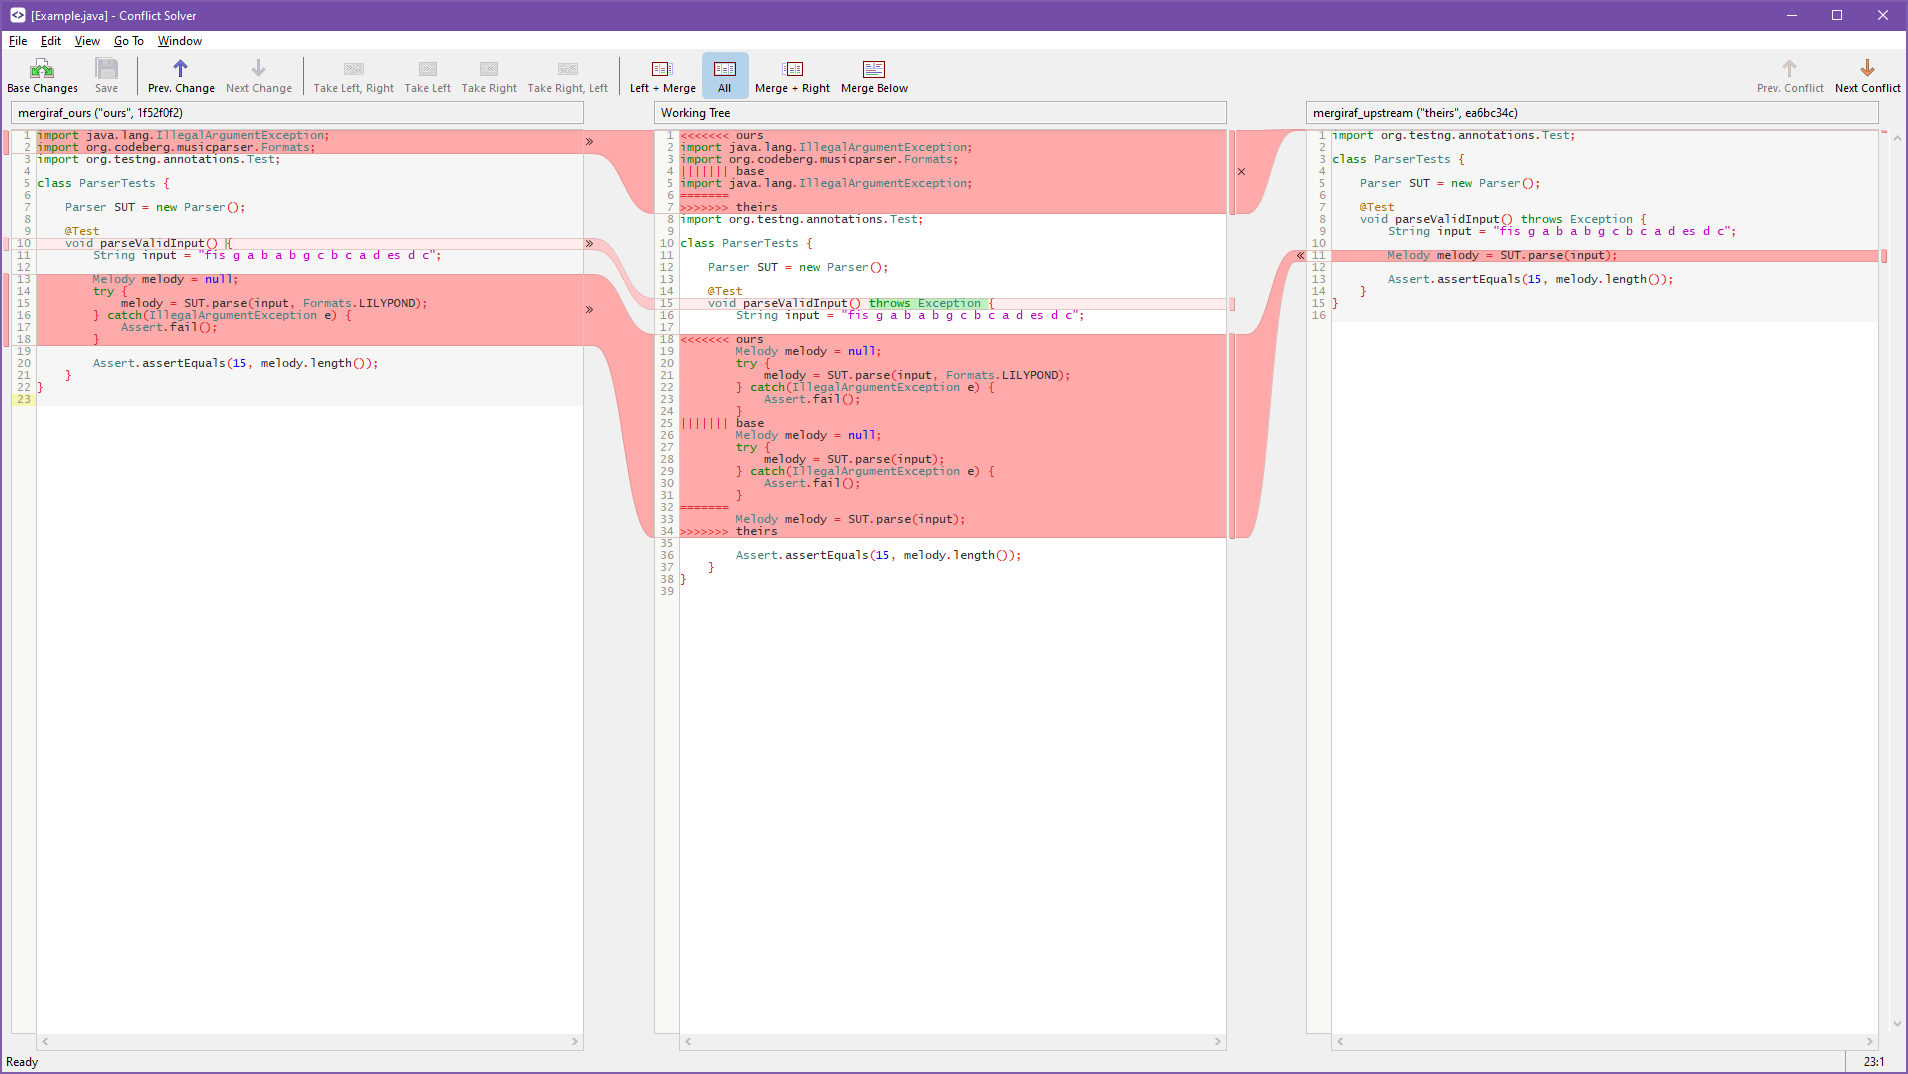 [Example.java] - Conflict Solver
File Edit View Go To Window
Base Changes Save Prev. Change Next Change Take Left, Right Take Left Take Right Take Right, Left Left + Merge All Merge + Right Merge Below Prev. Conflict Next Conflict
mergiraf_ours ("ours", 1f52f0f2)
1 import java.lang.IllegalArgumentException;
2 import org.codeberg.musicparser.Formats;
3 import org.testng.annotations.Test;
4
5 class ParserTests {
6
7     Parser SUT = new Parser();
8
9     @Test
10     void parseValidInput() {
11         String input = "fis g a b a b g c b c a d es d c";
12
13         Melody melody = null;
14         try {
15             melody = SUT.parse(input, Formats.LILYPOND);
16         } catch(IllegalArgumentException e) {
17             Assert.fail();
18         }
19
20         Assert.assertEquals(15, melody.length());
21     }
22 }
23
Working Tree
1 <<<<<<< ours
2 import java.lang.IllegalArgumentException;
3 import org.codeberg.musicparser.Formats;
4 ||||||| base
5 import java.lang.IllegalArgumentException;
6 =======
7 >>>>>>> theirs
8 import org.testng.annotations.Test;
9
10 class ParserTests {
11
12     Parser SUT = new Parser();
13
14     @Test
15     void parseValidInput() throws Exception {
16         String input = "fis g a b a b g c b c a d es d c";
17
18 <<<<<<< ours
19         Melody melody = null;
20         try {
21             melody = SUT.parse(input, Formats.LILYPOND);
22         } catch(IllegalArgumentException e) {
23             Assert.fail();
24         }
25 ||||||| base
26         Melody melody = null;
27         try {
28             melody = SUT.parse(input);
29         } catch(IllegalArgumentException e) {
30             Assert.fail();
31         }
32 =======
33         Melody melody = SUT.parse(input);
34 >>>>>>> theirs
35
36         Assert.assertEquals(15, melody.length());
37     }
38 }
39
mergiraf_upstream ("theirs", ea6bc34c)
1 import org.testng.annotations.Test;
2
3 class ParserTests {
4
5     Parser SUT = new Parser();
6
7     @Test
8     void parseValidInput() throws Exception {
9         String input = "fis g a b a b g c b c a d es d c";
10
11         Melody melody = SUT.parse(input);
12
13         Assert.assertEquals(15, melody.length());
14     }
15 }
16
Ready
23:1